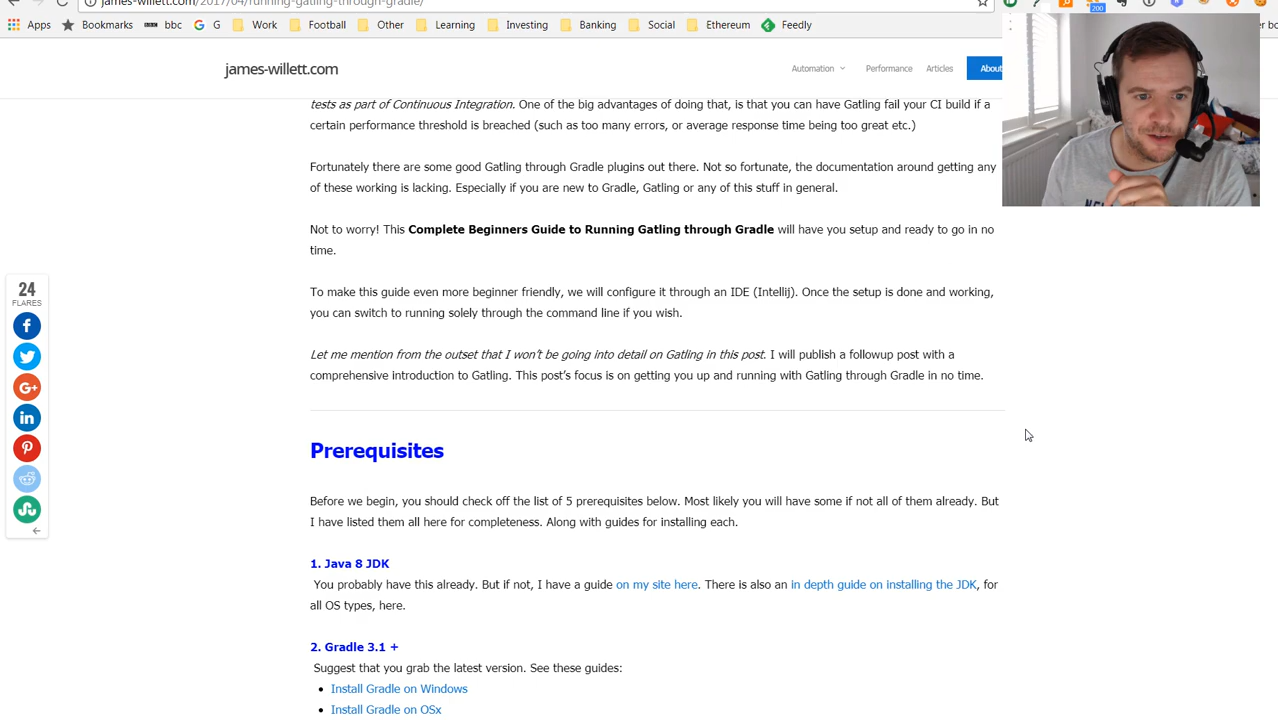 james-willett.com/2017/04/running-gatling-through-gradle/
Apps Bookmarks bbc bbc G G Work Football Other Learning Investing Banking Social Ethereum Feedly
200
james-willett.com Automation Performance Articles About
tests as part of Continuous Integration. One of the big advantages of doing that, is that you can have Gatling fail your CI build if a
certain performance threshold is breached (such as too many errors, or average response time being too great etc.)
Fortunately there are some good Gatling through Gradle plugins out there. Not so fortunate, the documentation around getting any
of these working is lacking. Especially if you are new to Gradle, Gatling or any of this stuff in general.
Not to worry! This Complete Beginners Guide to Running Gatling through Gradle will have you setup and ready to go in no
time.
To make this guide even more beginner friendly, we will configure it through an IDE (Intellij). Once the setup is done and working,
you can switch to running solely through the command line if you wish.
Let me mention from the outset that I won't be going into detail on Gatling in this post. I will publish a followup post with a
comprehensive introduction to Gatling. This post's focus is on getting you up and running with Gatling through Gradle in no time.
24
FLARES
Prerequisites
Before we begin, you should check off the list of 5 prerequisites below. Most likely you will have some if not all of them already. But
I have listed them all here for completeness. Along with guides for installing each.
1. Java 8 JDK
You probably have this already. But if not, I have a guide on my site here. There is also an in depth guide on installing the JDK, for
all OS types, here.
2. Gradle 3.1 +
Suggest that you grab the latest version. See these guides:
Install Gradle on Windows
Install Gradle on OSx